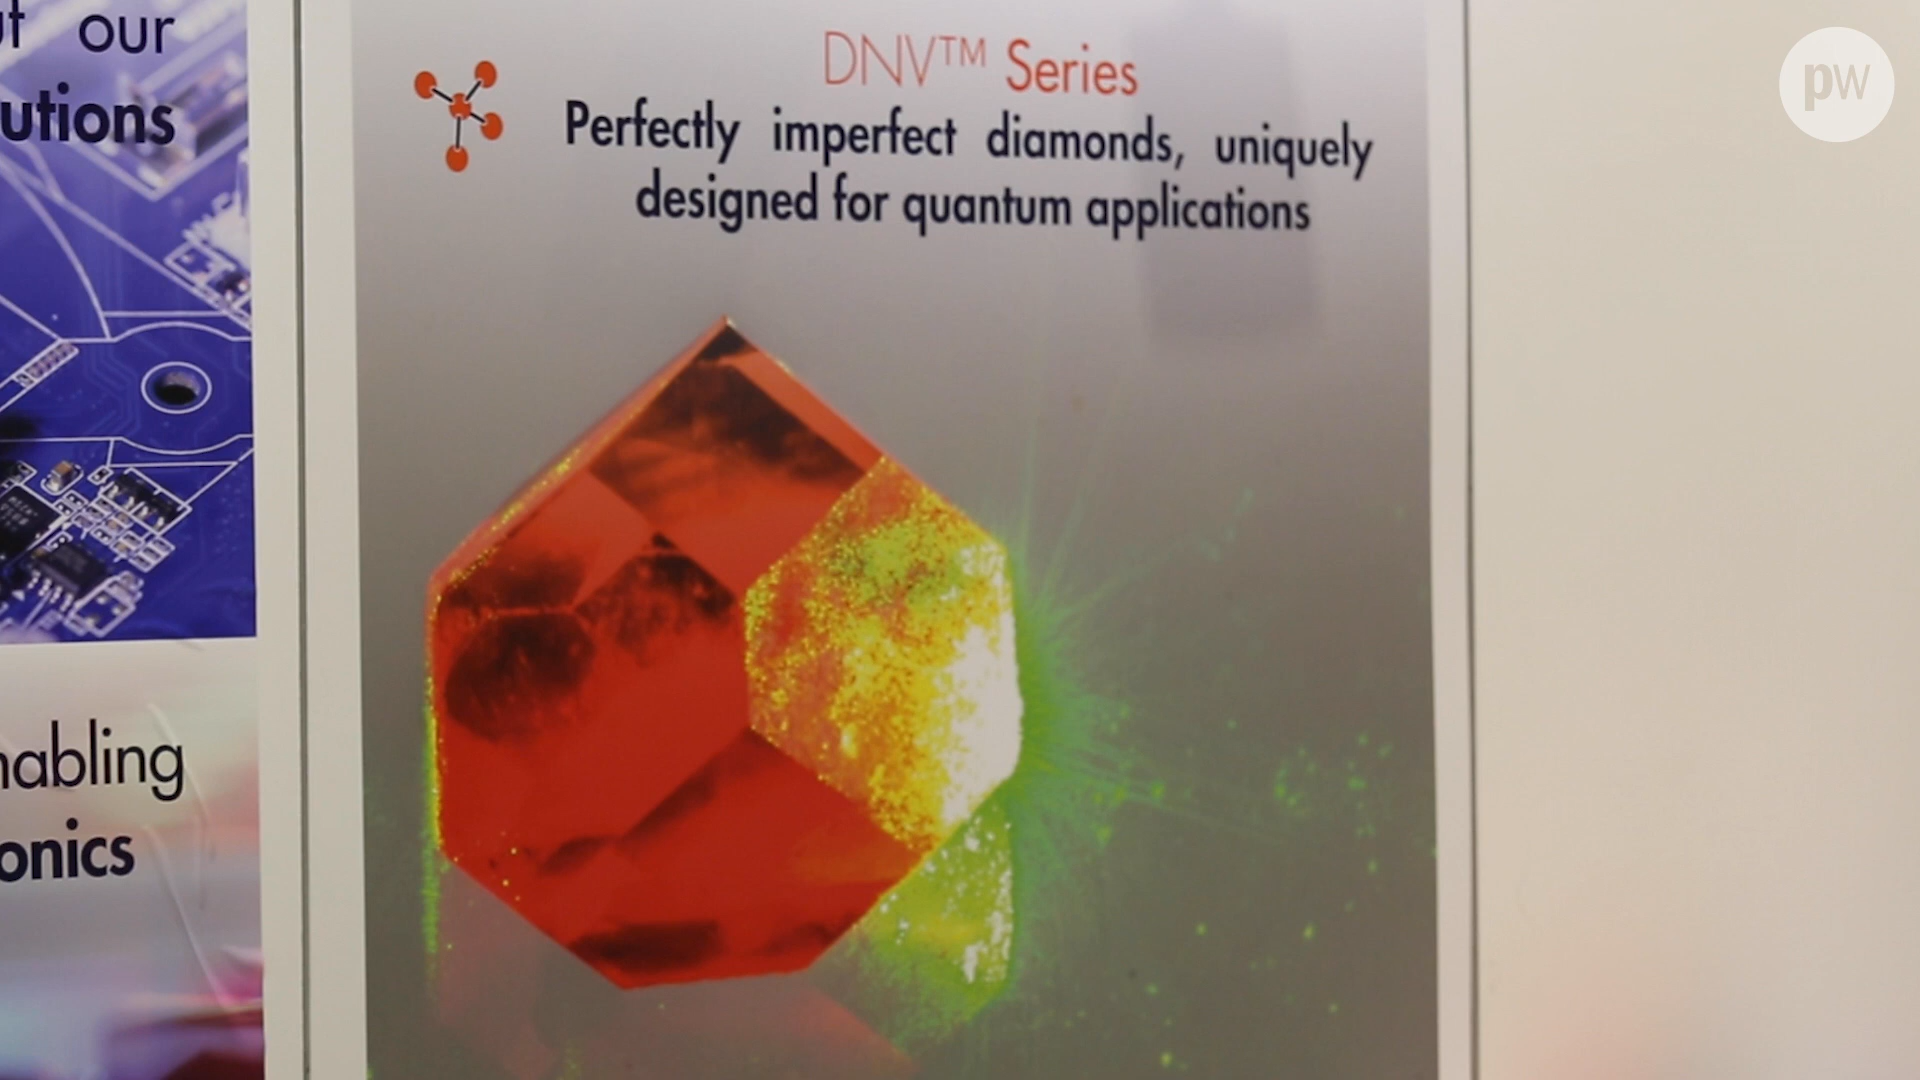 our
utions
DNV™ Series
Perfectly imperfect diamonds, uniquely
designed for quantum applications
nabling
onics
pw